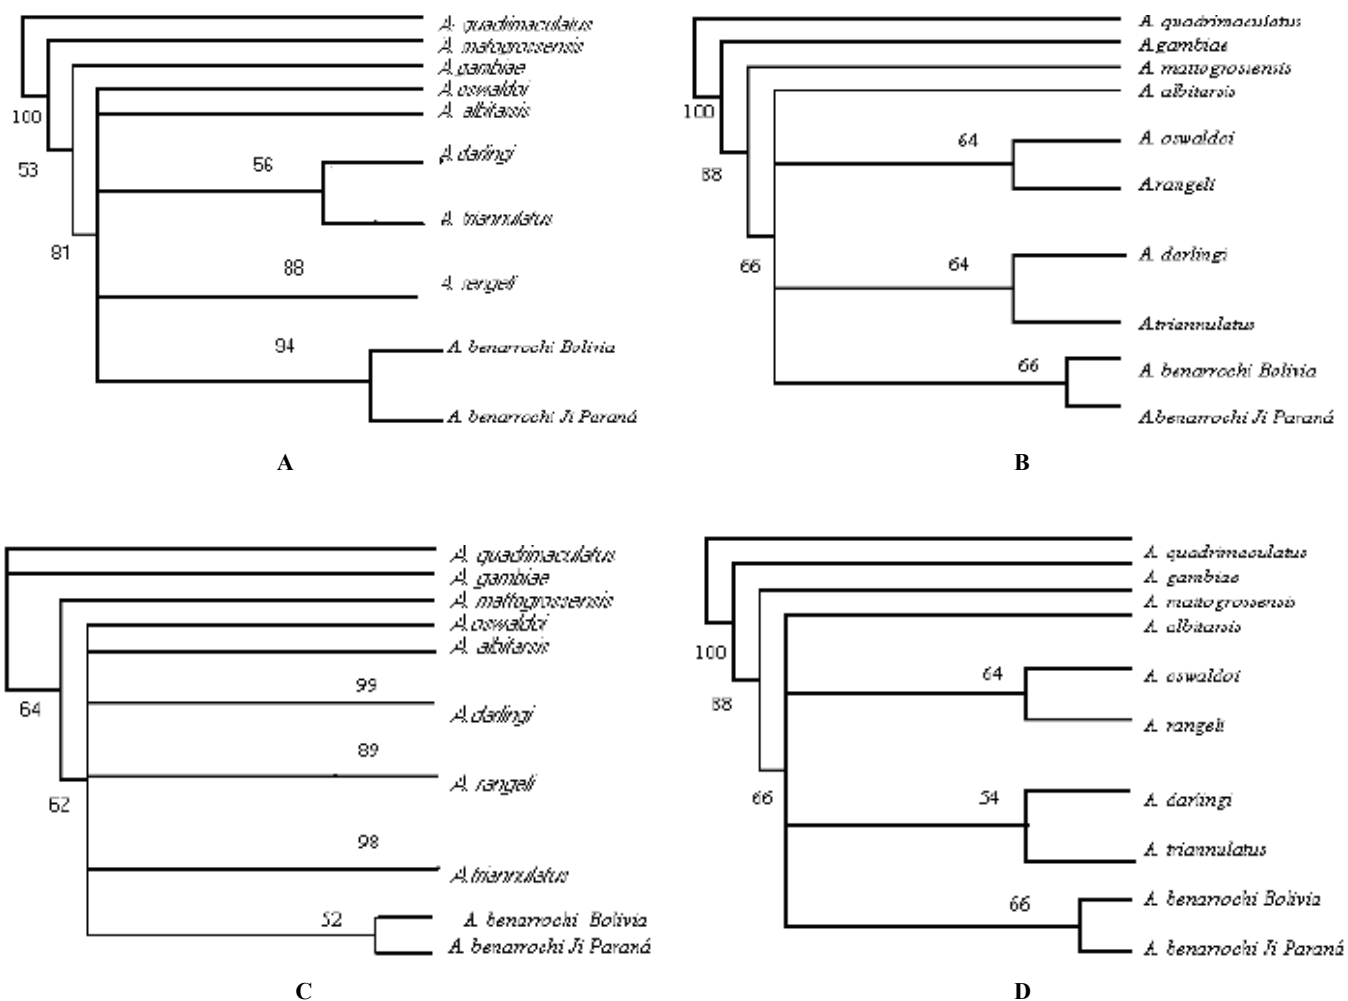 A. quadrimaculatus
A. matogrossensis
A. gambiae
A. oswaldoi
A. albitarsis
A. darlingi
A. triannulatus
A. rangeli
A. benarrochi Bolivia
A. benarrochi Ji Paraná
100
53
81
56
88
94
A
A. quadrimaculatus
A.gambiae
A. mattogrossensis
A. albitarsis
A. oswaldoi
A.rangeli
A. darlingi
A.triannulatus
A. benarrochi Bolivia
A.benarrochi Ji Paraná
100
88
66
64
64
66
B
A. quadrimaculatus
A. gambiae
A. mattogrossensis
A. oswaldoi
A. albitarsis
A. darlingi
A. rangeli
A. triannulatus
A. benarrochi Bolivia
A. benarrochi Ji Paraná
64
62
99
89
98
52
C
A. quadrimaculatus
A. gambiae
A. mattogrossensis
A. albitarsis
A. oswaldoi
A. rangeli
A. darlingi
A. triannulatus
A. benarrochi Bolivia
A. benarrochi Ji Paraná
100
88
66
64
54
66
D